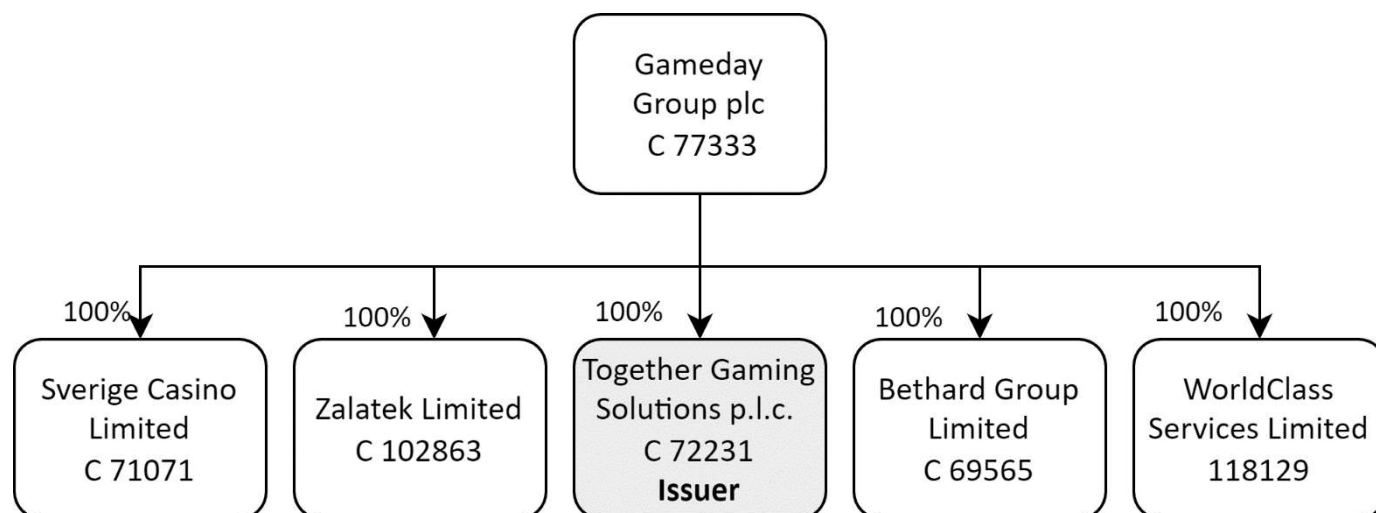 Gameday
Group plc
C 77333
100%
100%
100%
100%
100%
Sverige Casino
Limited
C 71071
Zalatek Limited
C 102863
Together Gaming
Solutions p.l.c.
C 72231
Issuer
Bethard Group
Limited
C 69565
WorldClass
Services Limited
118129